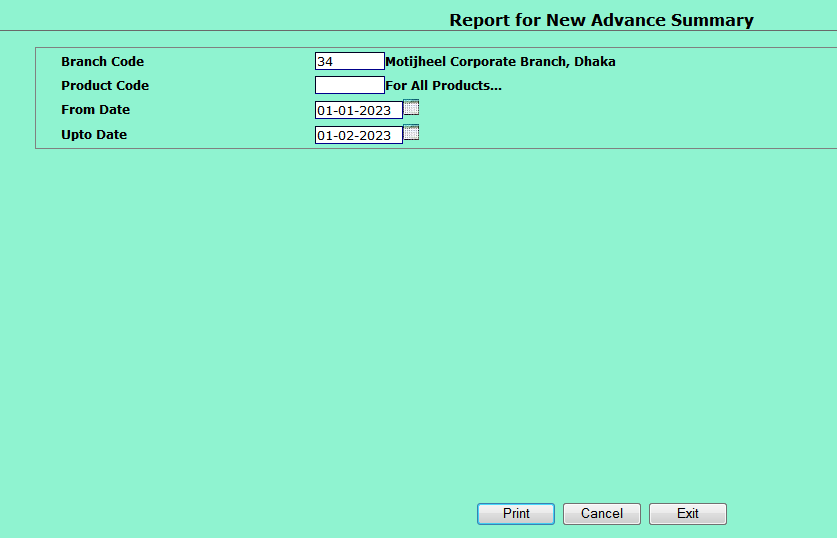 Report for New Advance Summary
Branch Code 34 Motijheel Corporate Branch, Dhaka
Product Code For All Products...
From Date 01-01-2023
Upto Date 01-02-2023
Print Cancel Exit